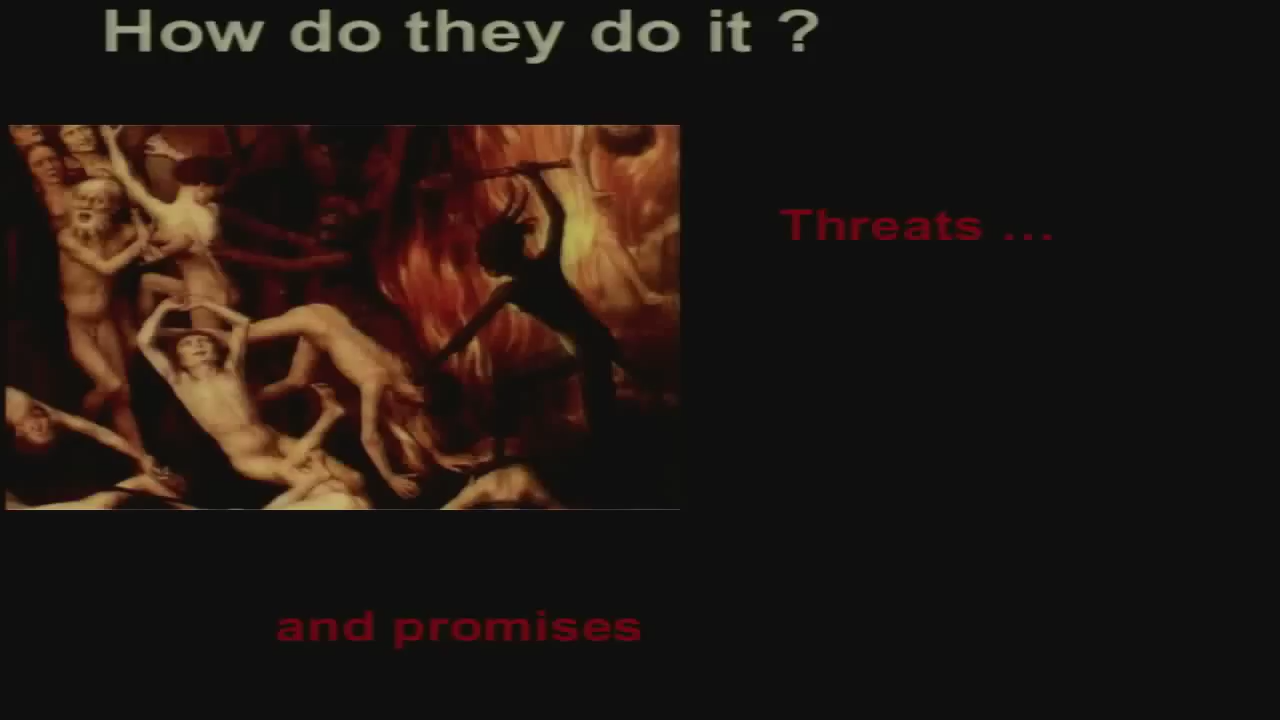 How do they do it ?
Threats ...
and promises